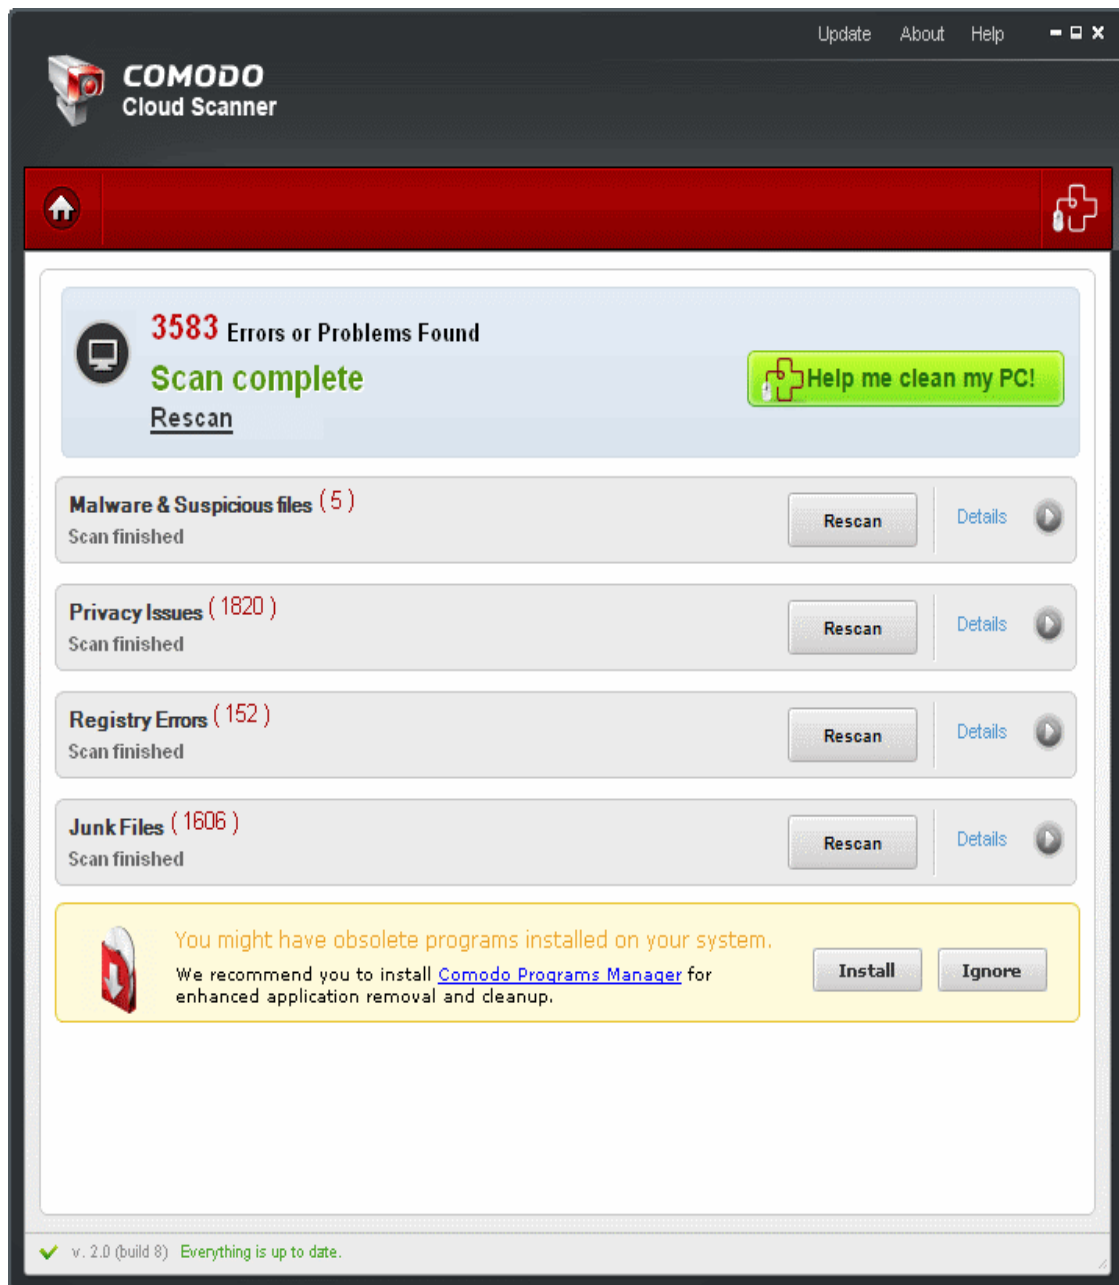 Update About Help
COMODO
Cloud Scanner
3583 Errors or Problems Found
Scan complete
Rescan
Help me clean my PC!
Malware & Suspicious files ( 5 )
Scan finished
Rescan
Details
Privacy Issues ( 1820 )
Scan finished
Rescan
Details
Registry Errors ( 152 )
Scan finished
Rescan
Details
Junk Files ( 1606 )
Scan finished
Rescan
Details
You might have obsolete programs installed on your system.
We recommend you to install Comodo Programs Manager for
enhanced application removal and cleanup.
Install
Ignore
v. 2.0 (build 8) Everything is up to date.